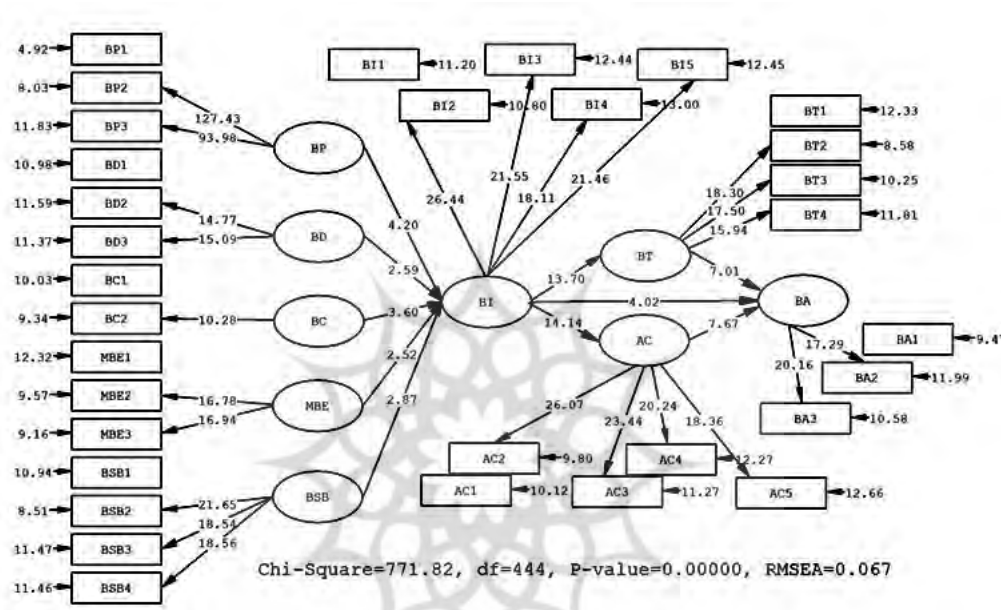 4.92 BP1
8.03 BP2
11.83 BP3
10.98 BD1
11.59 BD2
11.37 BD3
10.03 BC1
9.34 BC2
12.32 MBE1
9.57 MBE2
9.16 MBE3
10.94 BSB1
8.51 BSB2
11.47 BSB3
11.46 BSB4
127.43
93.98
14.77
15.09
10.28
16.78
16.94
21.65
18.54
18.56
BP
BD
BC
MBE
BSB
4.20
2.59
3.60
2.52
2.87
BI1 11.20
BI3 12.44
BI5 12.45
BI2 10.80
BI4 13.00
26.44
21.55
18.11
21.46
BI
13.70
4.02
14.14
BT
AC
BT1 12.33
BT2 8.58
BT3 10.25
BT4 11.81
18.30
17.50
15.94
7.01
7.67
BA
17.29
20.16
BA1
BA2 11.99
BA3 10.58
26.07
23.44
20.24
18.36
AC2 9.80
AC4 12.27
AC1 10.12
AC3 11.27
AC5 12.66
Chi-Square=771.82, df=444, P-value=0.00000, RMSEA=0.067